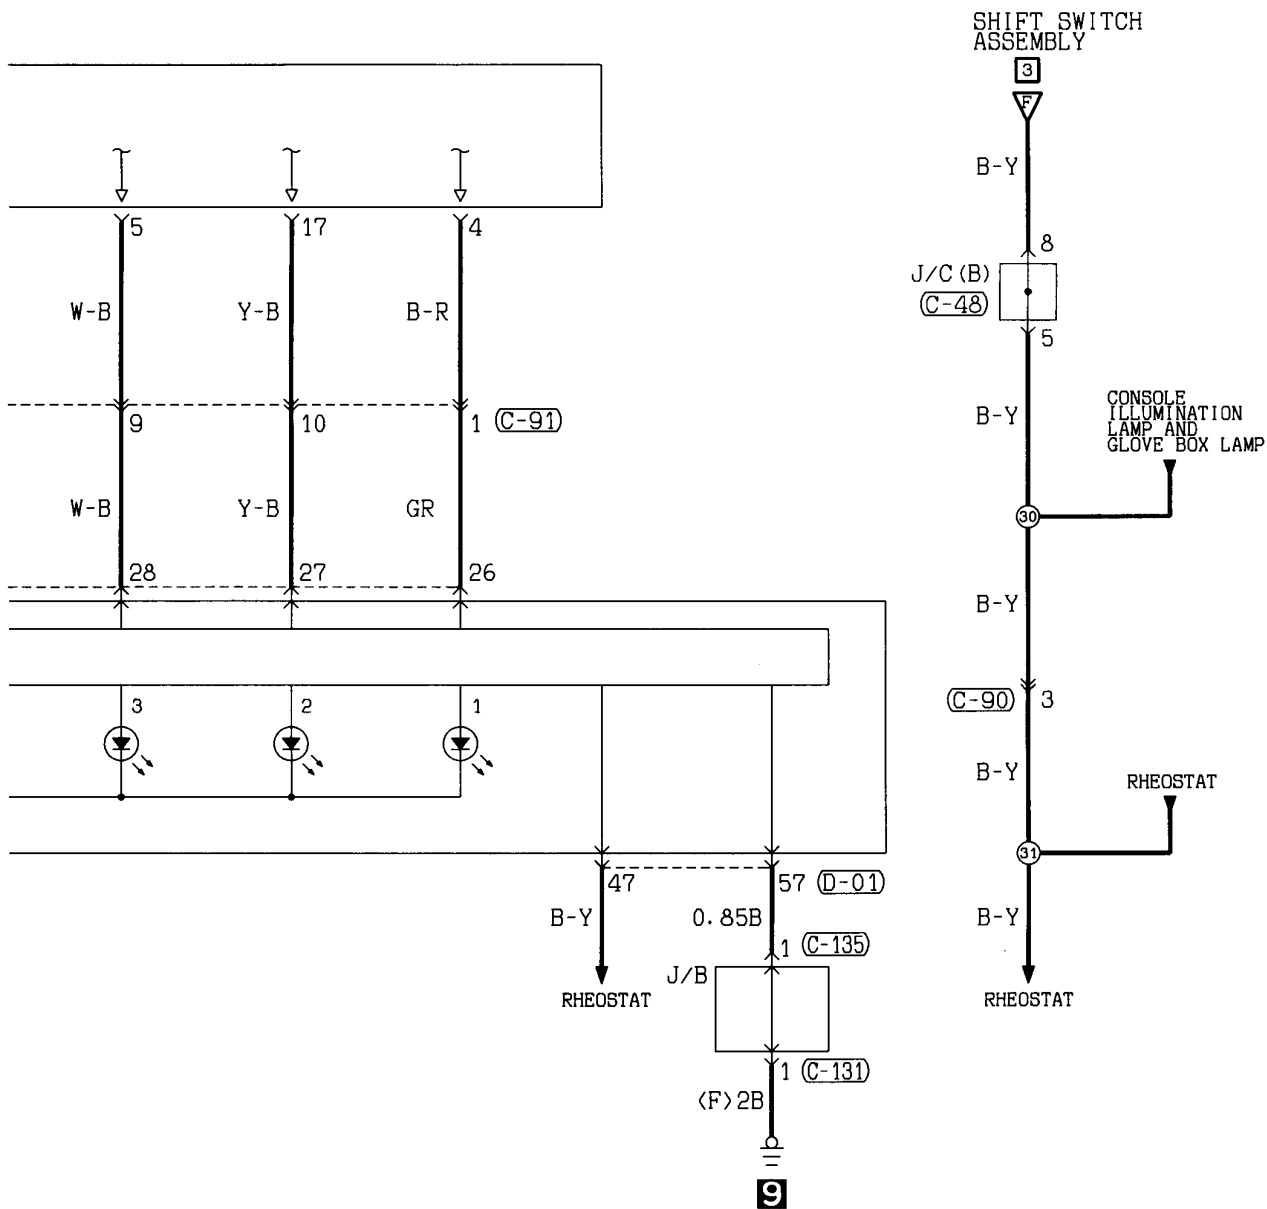 SHIFT SWITCH
ASSEMBLY
3
F
B-Y
8
J/C(B)
C-48
5
B-Y
CONSOLE
ILLUMINATION
LAMP AND
GLOVE BOX LAMP
30
B-Y
C-90 3
B-Y
RHEOSTAT
31
B-Y
RHEOSTAT
5 17 4
W-B Y-B B-R
9 10 1 C-91
W-B Y-B GR
28 27 26
3 2 1
47 57 D-01
B-Y 0.85B
1 C-135
J/B
RHEOSTAT
1 C-131
<F>2B
9